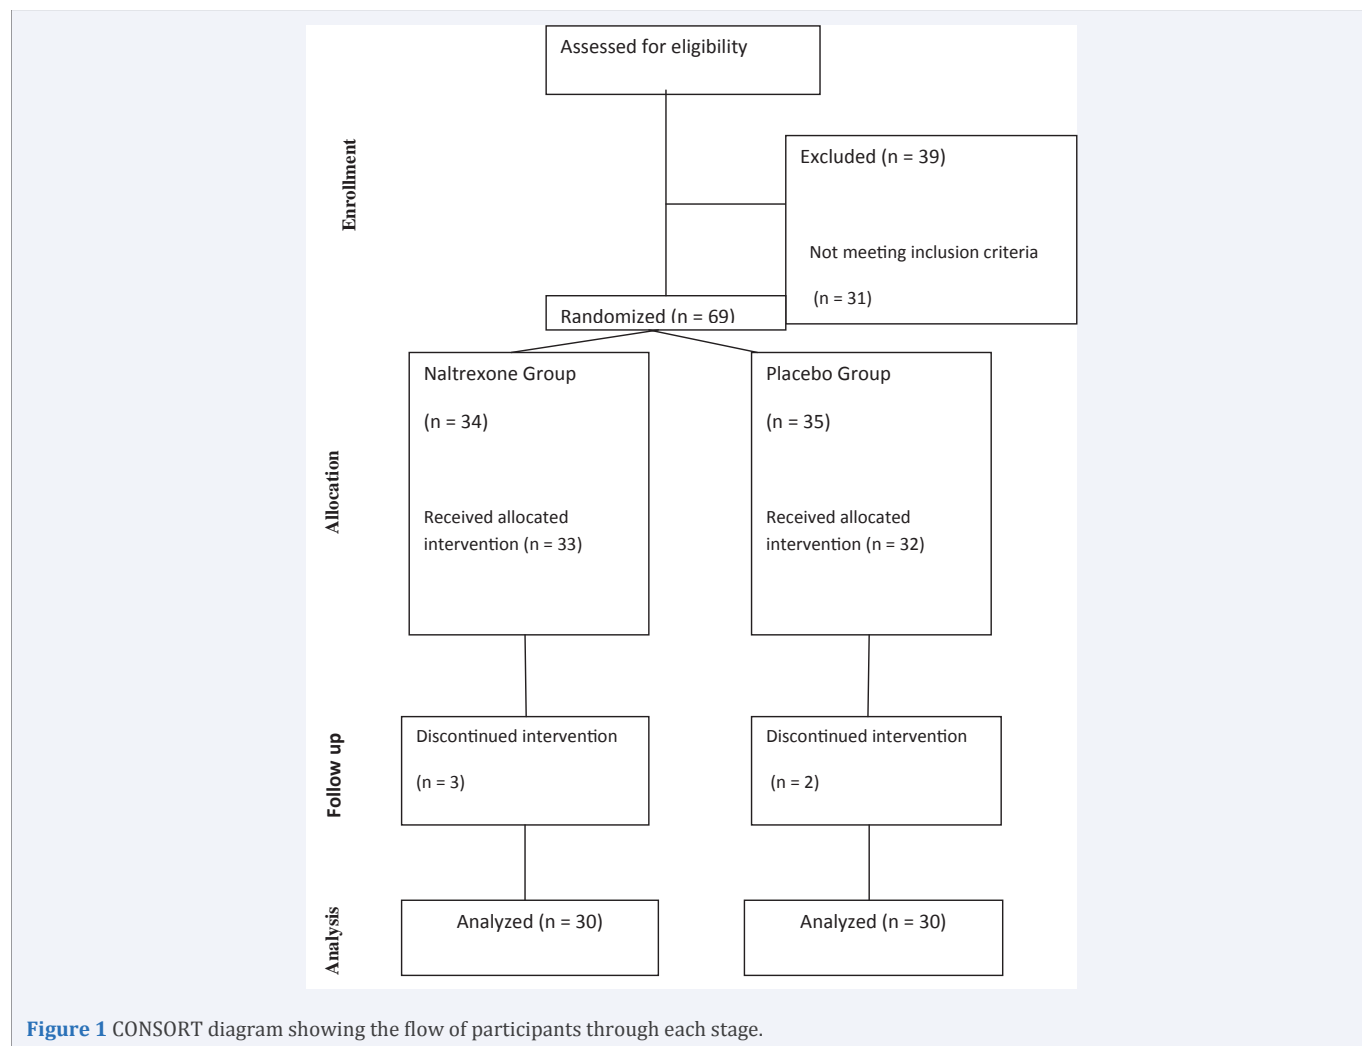 Assessed for eligibility
Enrollment
Excluded (n = 39)
Not meeting inclusion criteria
(n = 31)
Randomized (n = 69)
Allocation
Naltrexone Group
(n = 34)
Received allocated
intervention (n = 33)
Placebo Group
(n = 35)
Received allocated
intervention (n = 32)
Follow up
Discontinued intervention
(n = 3)
Discontinued intervention
(n = 2)
Analysis
Analyzed (n = 30)
Analyzed (n = 30)
Figure 1 CONSORT diagram showing the flow of participants through each stage.